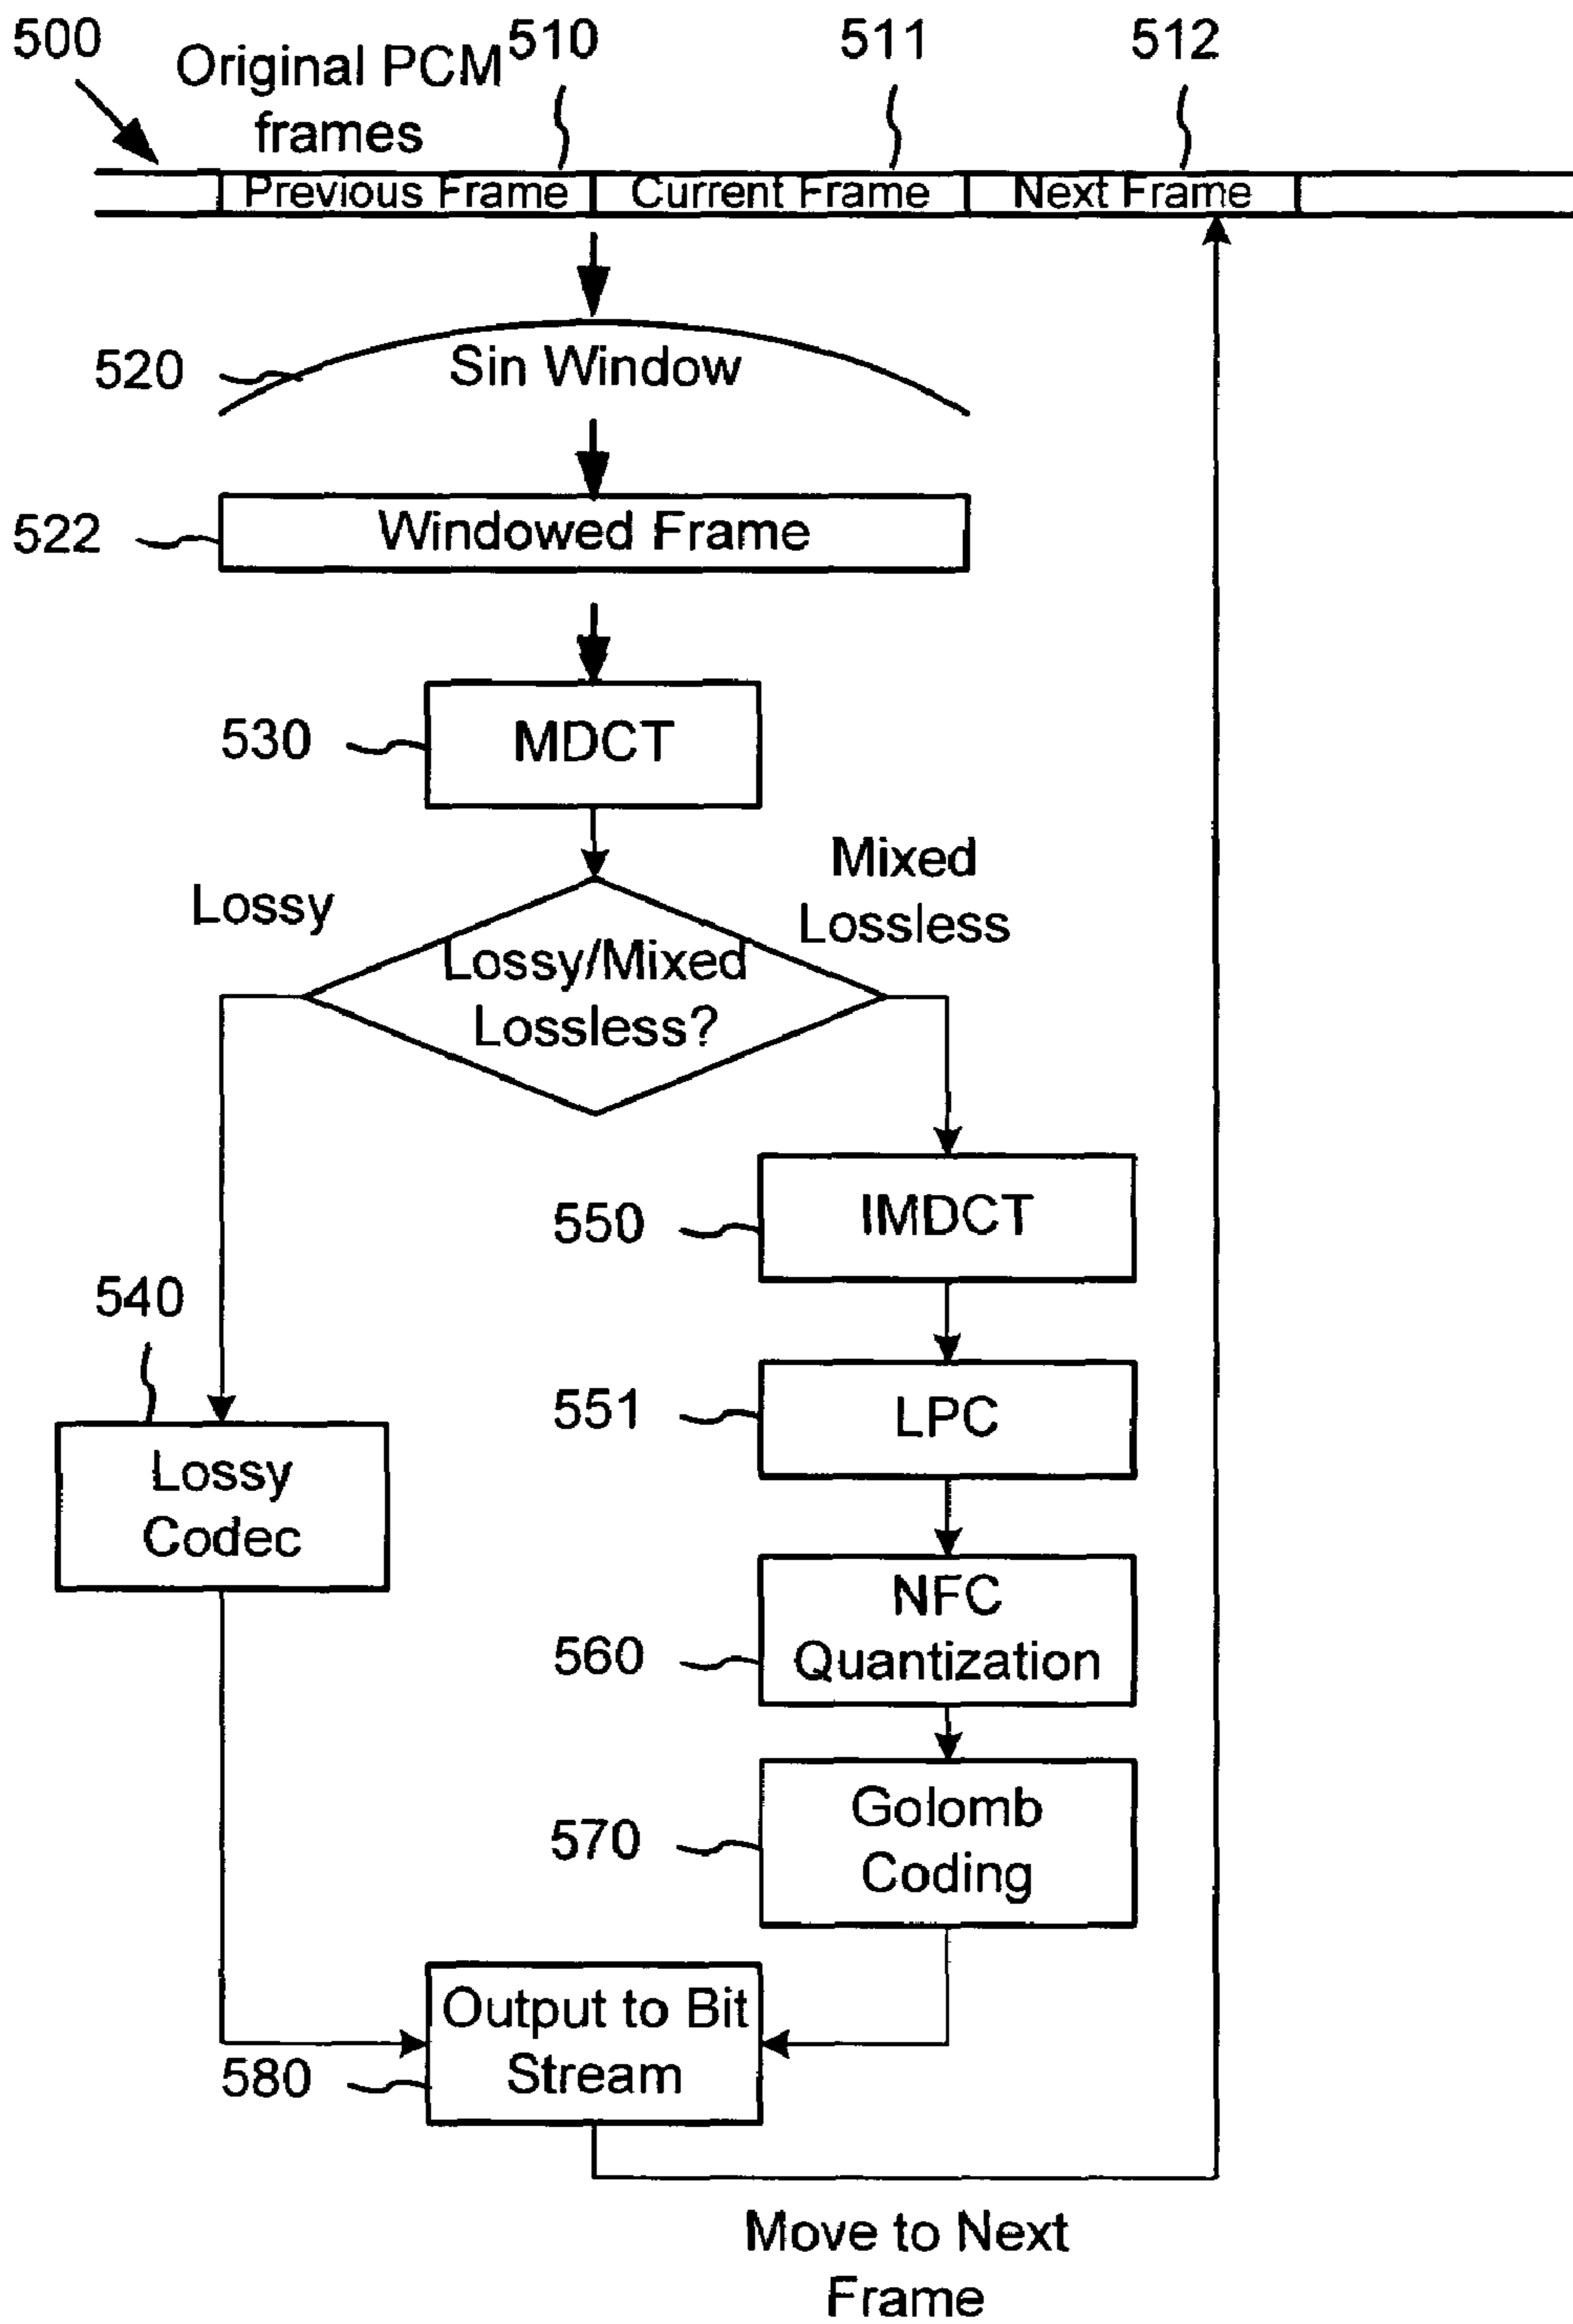 500
Original PCM
frames
510
511
512
Previous Frame
Current Frame
Next Frame
520
Sin Window
522
Windowed Frame
530
MDCT
Lossy
Mixed
Lossless
Lossy/Mixed
Lossless?
550
IMDCT
540
551
LPC
Lossy
Codec
560
NFC
Quantization
570
Golomb
Coding
580
Output to Bit
Stream
Move to Next
Frame